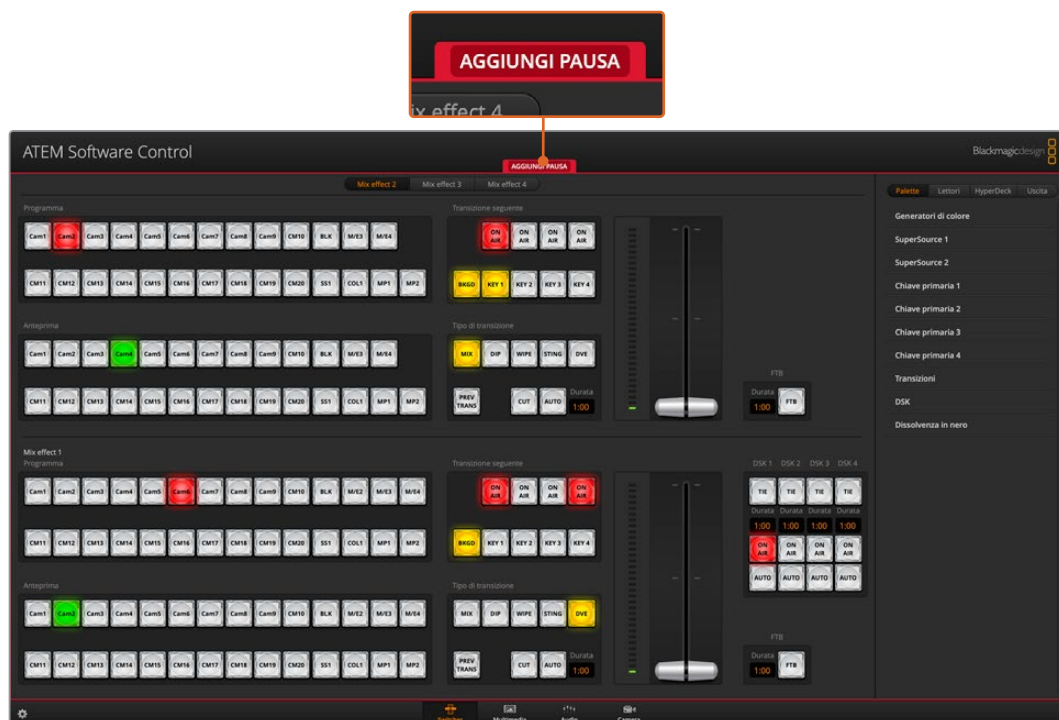 AGGIUNGI PAUSA
ix effect 4
ATEM Software Control
AGGIUNGI PAUSA
Blackmagicdesign
Mix effect 2 Mix effect 3 Mix effect 4
Palette Lettori HyperDeck Uscita
Programma
Cam1 Cam2 Cam3 Cam4 Cam5 Cam6 Cam7 Cam8 Cam9 CM10 BLK M/E3 M/E4
CM11 CM12 CM13 CM14 CM15 CM16 CM17 CM18 CM19 CM20 SS1 COL1 MP1 MP2
Transizione seguente
ON AIR ON AIR ON AIR ON AIR
BKGD KEY 1 KEY 2 KEY 3 KEY 4
Anteprima
Cam1 Cam2 Cam3 Cam4 Cam5 Cam6 Cam7 Cam8 Cam9 CM10 BLK M/E3 M/E4
CM11 CM12 CM13 CM14 CM15 CM16 CM17 CM18 CM19 CM20 SS1 COL1 MP1 MP2
Tipo di transizione
MIX DIP WIPE STING DVE
PREV TRANS CUT AUTO
Durata
1:00
FTB
Durata
1:00 FTB
Generatori di colore
SuperSource 1
SuperSource 2
Chiave primaria 1
Chiave primaria 2
Chiave primaria 3
Chiave primaria 4
Transizioni
DSK
Dissolvenza in nero
Mix effect 1
Programma
Cam1 Cam2 Cam3 Cam4 Cam5 Cam6 Cam7 Cam8 Cam9 CM10 BLK M/E2 M/E3 M/E4
CM11 CM12 CM13 CM14 CM15 CM16 CM17 CM18 CM19 CM20 SS1 COL1 MP1 MP2
Transizione seguente
ON AIR ON AIR ON AIR ON AIR
BKGD KEY 1 KEY 2 KEY 3 KEY 4
Anteprima
Cam1 Cam2 Cam3 Cam4 Cam5 Cam6 Cam7 Cam8 Cam9 CM10 BLK M/E2 M/E3 M/E4
CM11 CM12 CM13 CM14 CM15 CM16 CM17 CM18 CM19 CM20 SS1 COL1 MP1 MP2
Tipo di transizione
MIX DIP WIPE STING DVE
PREV TRANS CUT AUTO
Durata
1:00
DSK 1 DSK 2 DSK 3 DSK 4
TIE TIE TIE TIE
Durata Durata Durata Durata
1:00 1:00 1:00 1:00
ON AIR ON AIR ON AIR ON AIR
AUTO AUTO AUTO AUTO
FTB
Durata
1:00 FTB
Switcher Multimedia Audio Camera